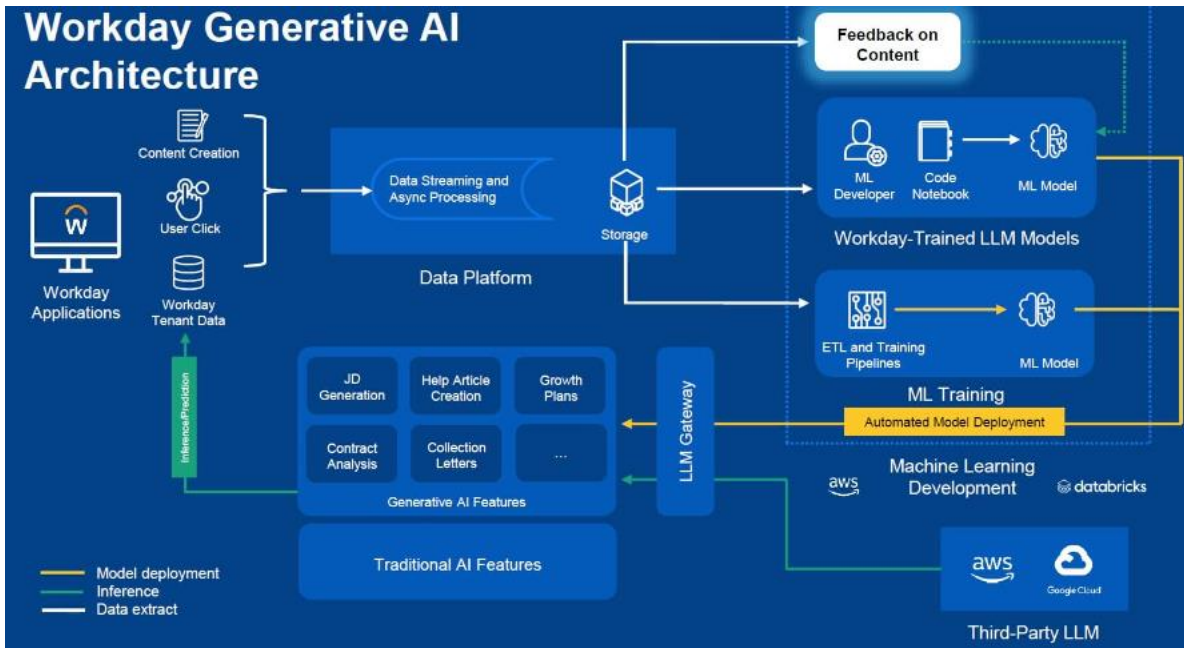 Workday Generative AI
Architecture
Content Creation
User Click
Workday
Tenant Data
W
Workday
Applications
Data Streaming and
Async Processing
Storage
Data Platform
Feedback on
Content
ML
Developer
Code
Notebook
ML Model
Workday-Trained LLM Models
ETL and Training
Pipelines
ML Model
ML Training
Automated Model Deployment
Machine Learning
Development
aws
databricks
Inference/Prediction
JD
Generation
Help Article
Creation
Growth
Plans
Contract
Analysis
Collection
Letters
...
Generative AI Features
Traditional AI Features
LLM Gateway
aws
Google Cloud
Third-Party LLM
Model deployment
Inference
Data extract